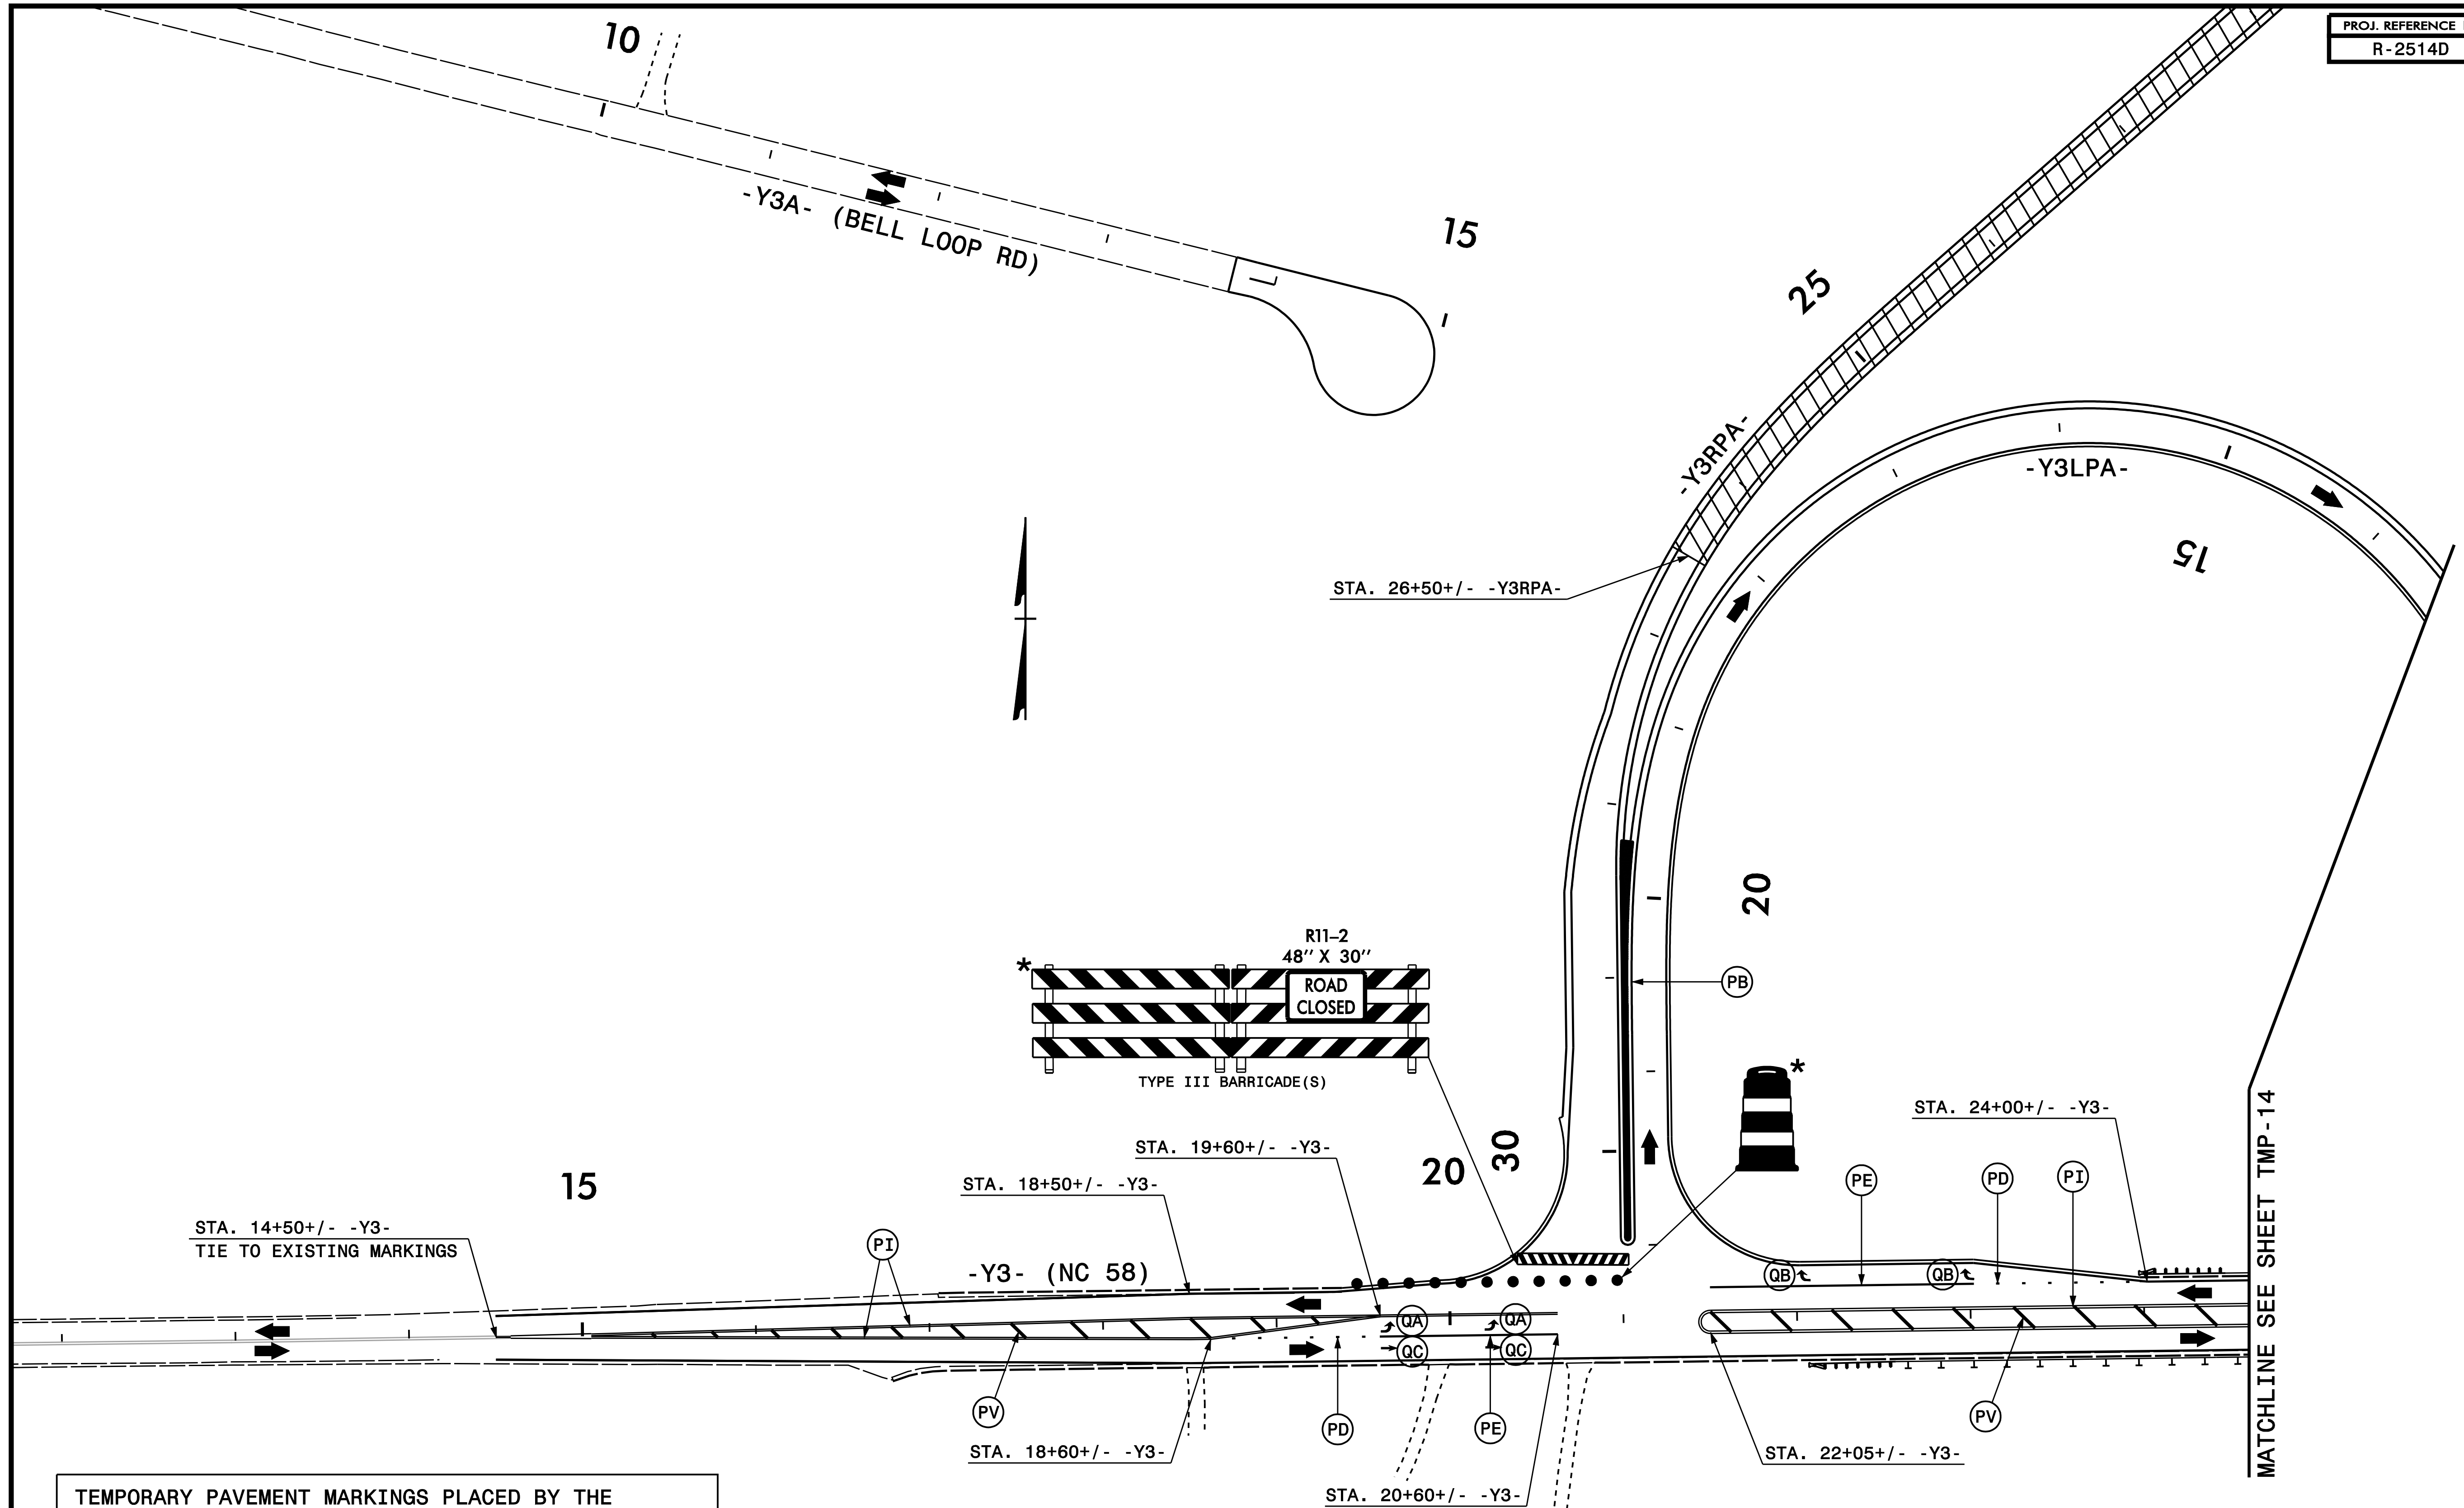 PROJ. REFERENCE
R-2514D
10
-Y3A- (BELL LOOP RD)
15
25
-Y3RPA-
-Y3LPA-
15
STA. 26+50+/- -Y3RPA-
20
R11-2
48'' X 30''
*
ROAD
CLOSED
TYPE III BARRICADE(S)
PB
*
STA. 24+00+/- -Y3-
MATCHLINE SEE SHEET TMP-14
STA. 19+60+/- -Y3-
20
30
15
STA. 18+50+/- -Y3-
PE
PD
PI
STA. 14+50+/- -Y3-
TIE TO EXISTING MARKINGS
PI
-Y3- (NC 58)
QB
QB
QA
QA
QC
QC
PV
PD
PE
PV
STA. 18+60+/- -Y3-
STA. 22+05+/- -Y3-
STA. 20+60+/- -Y3-
TEMPORARY PAVEMENT MARKINGS PLACED BY THE